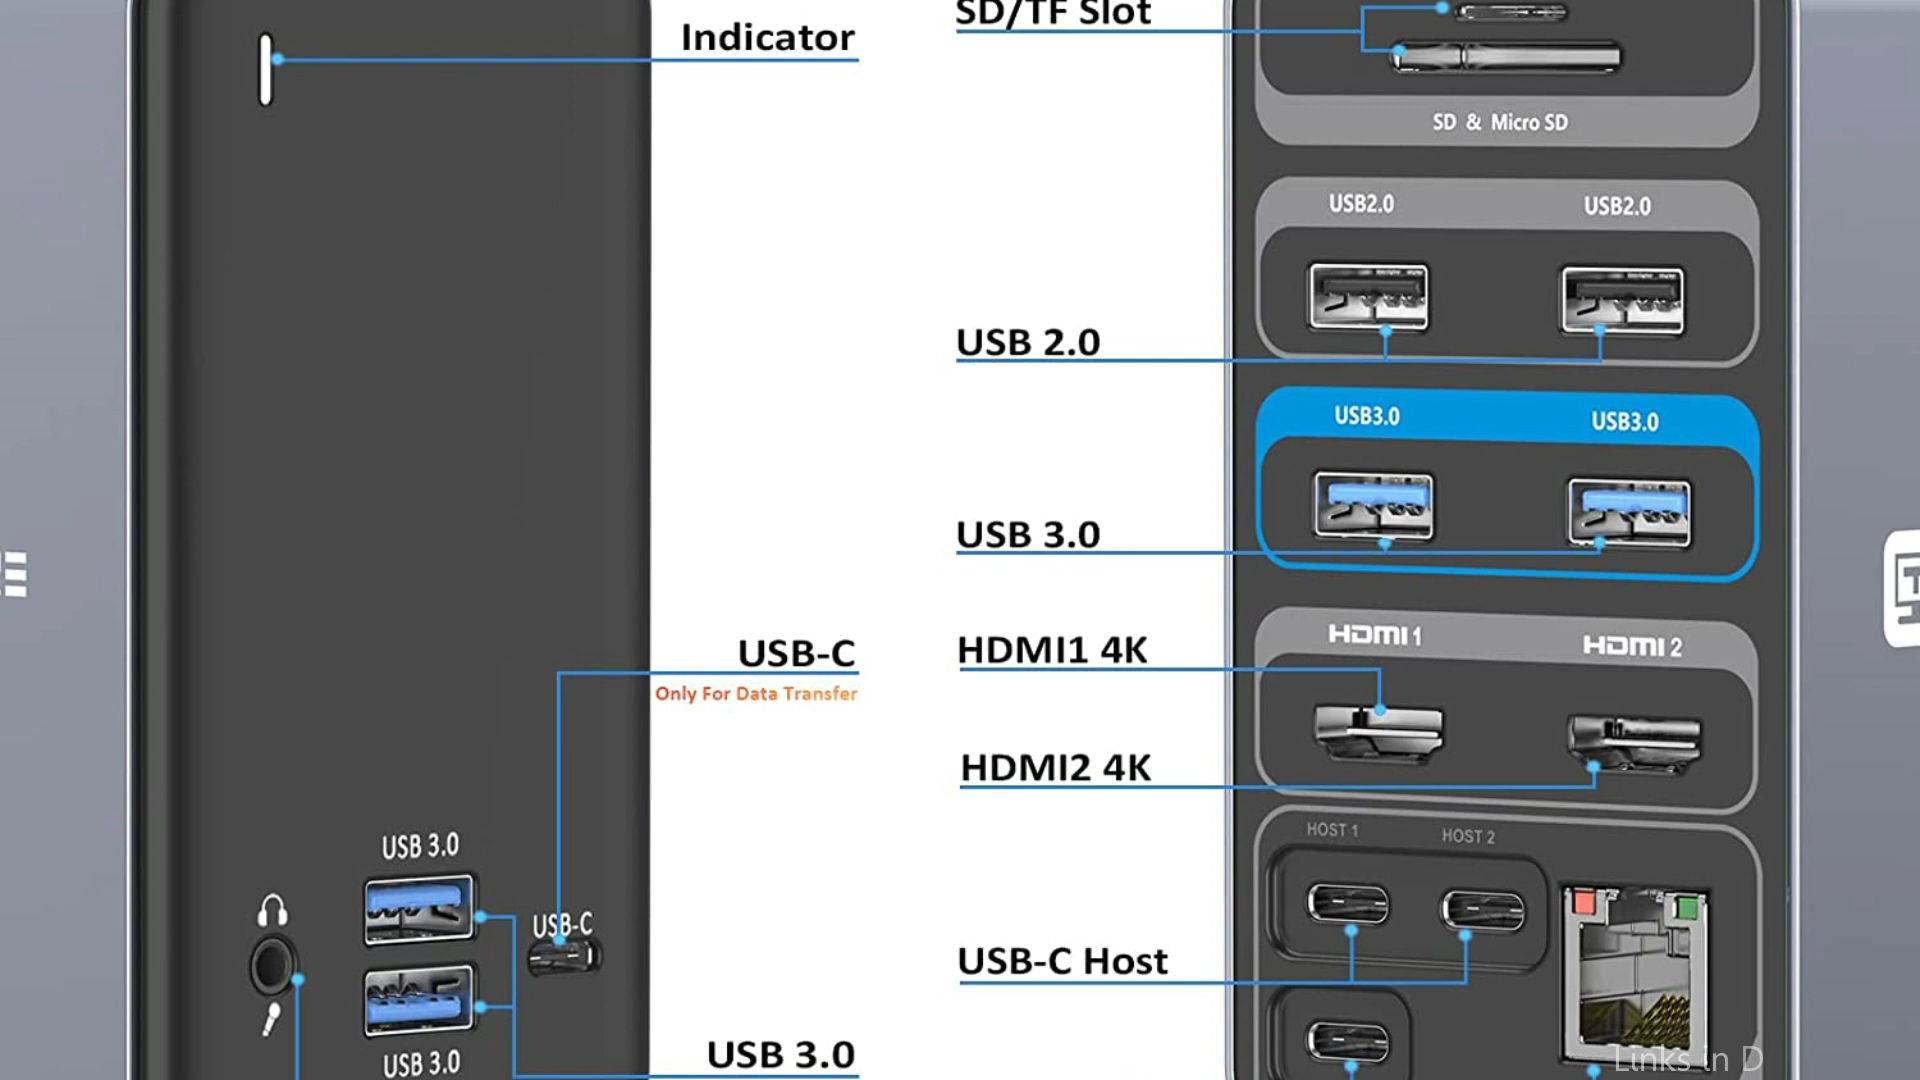 Indicator
USB-C
Only For Data Transfer
USB 3.0
USB-C
USB 3.0
USB 3.0
SD/TF Slot
SD & Micro SD
USB2.0 USB2.0
USB 2.0
USB3.0 USB3.0
USB 3.0
HDMI 1 HDMI 2
HDMI1 4K
HDMI2 4K
HOST 1 HOST 2
USB-C Host
Links in D